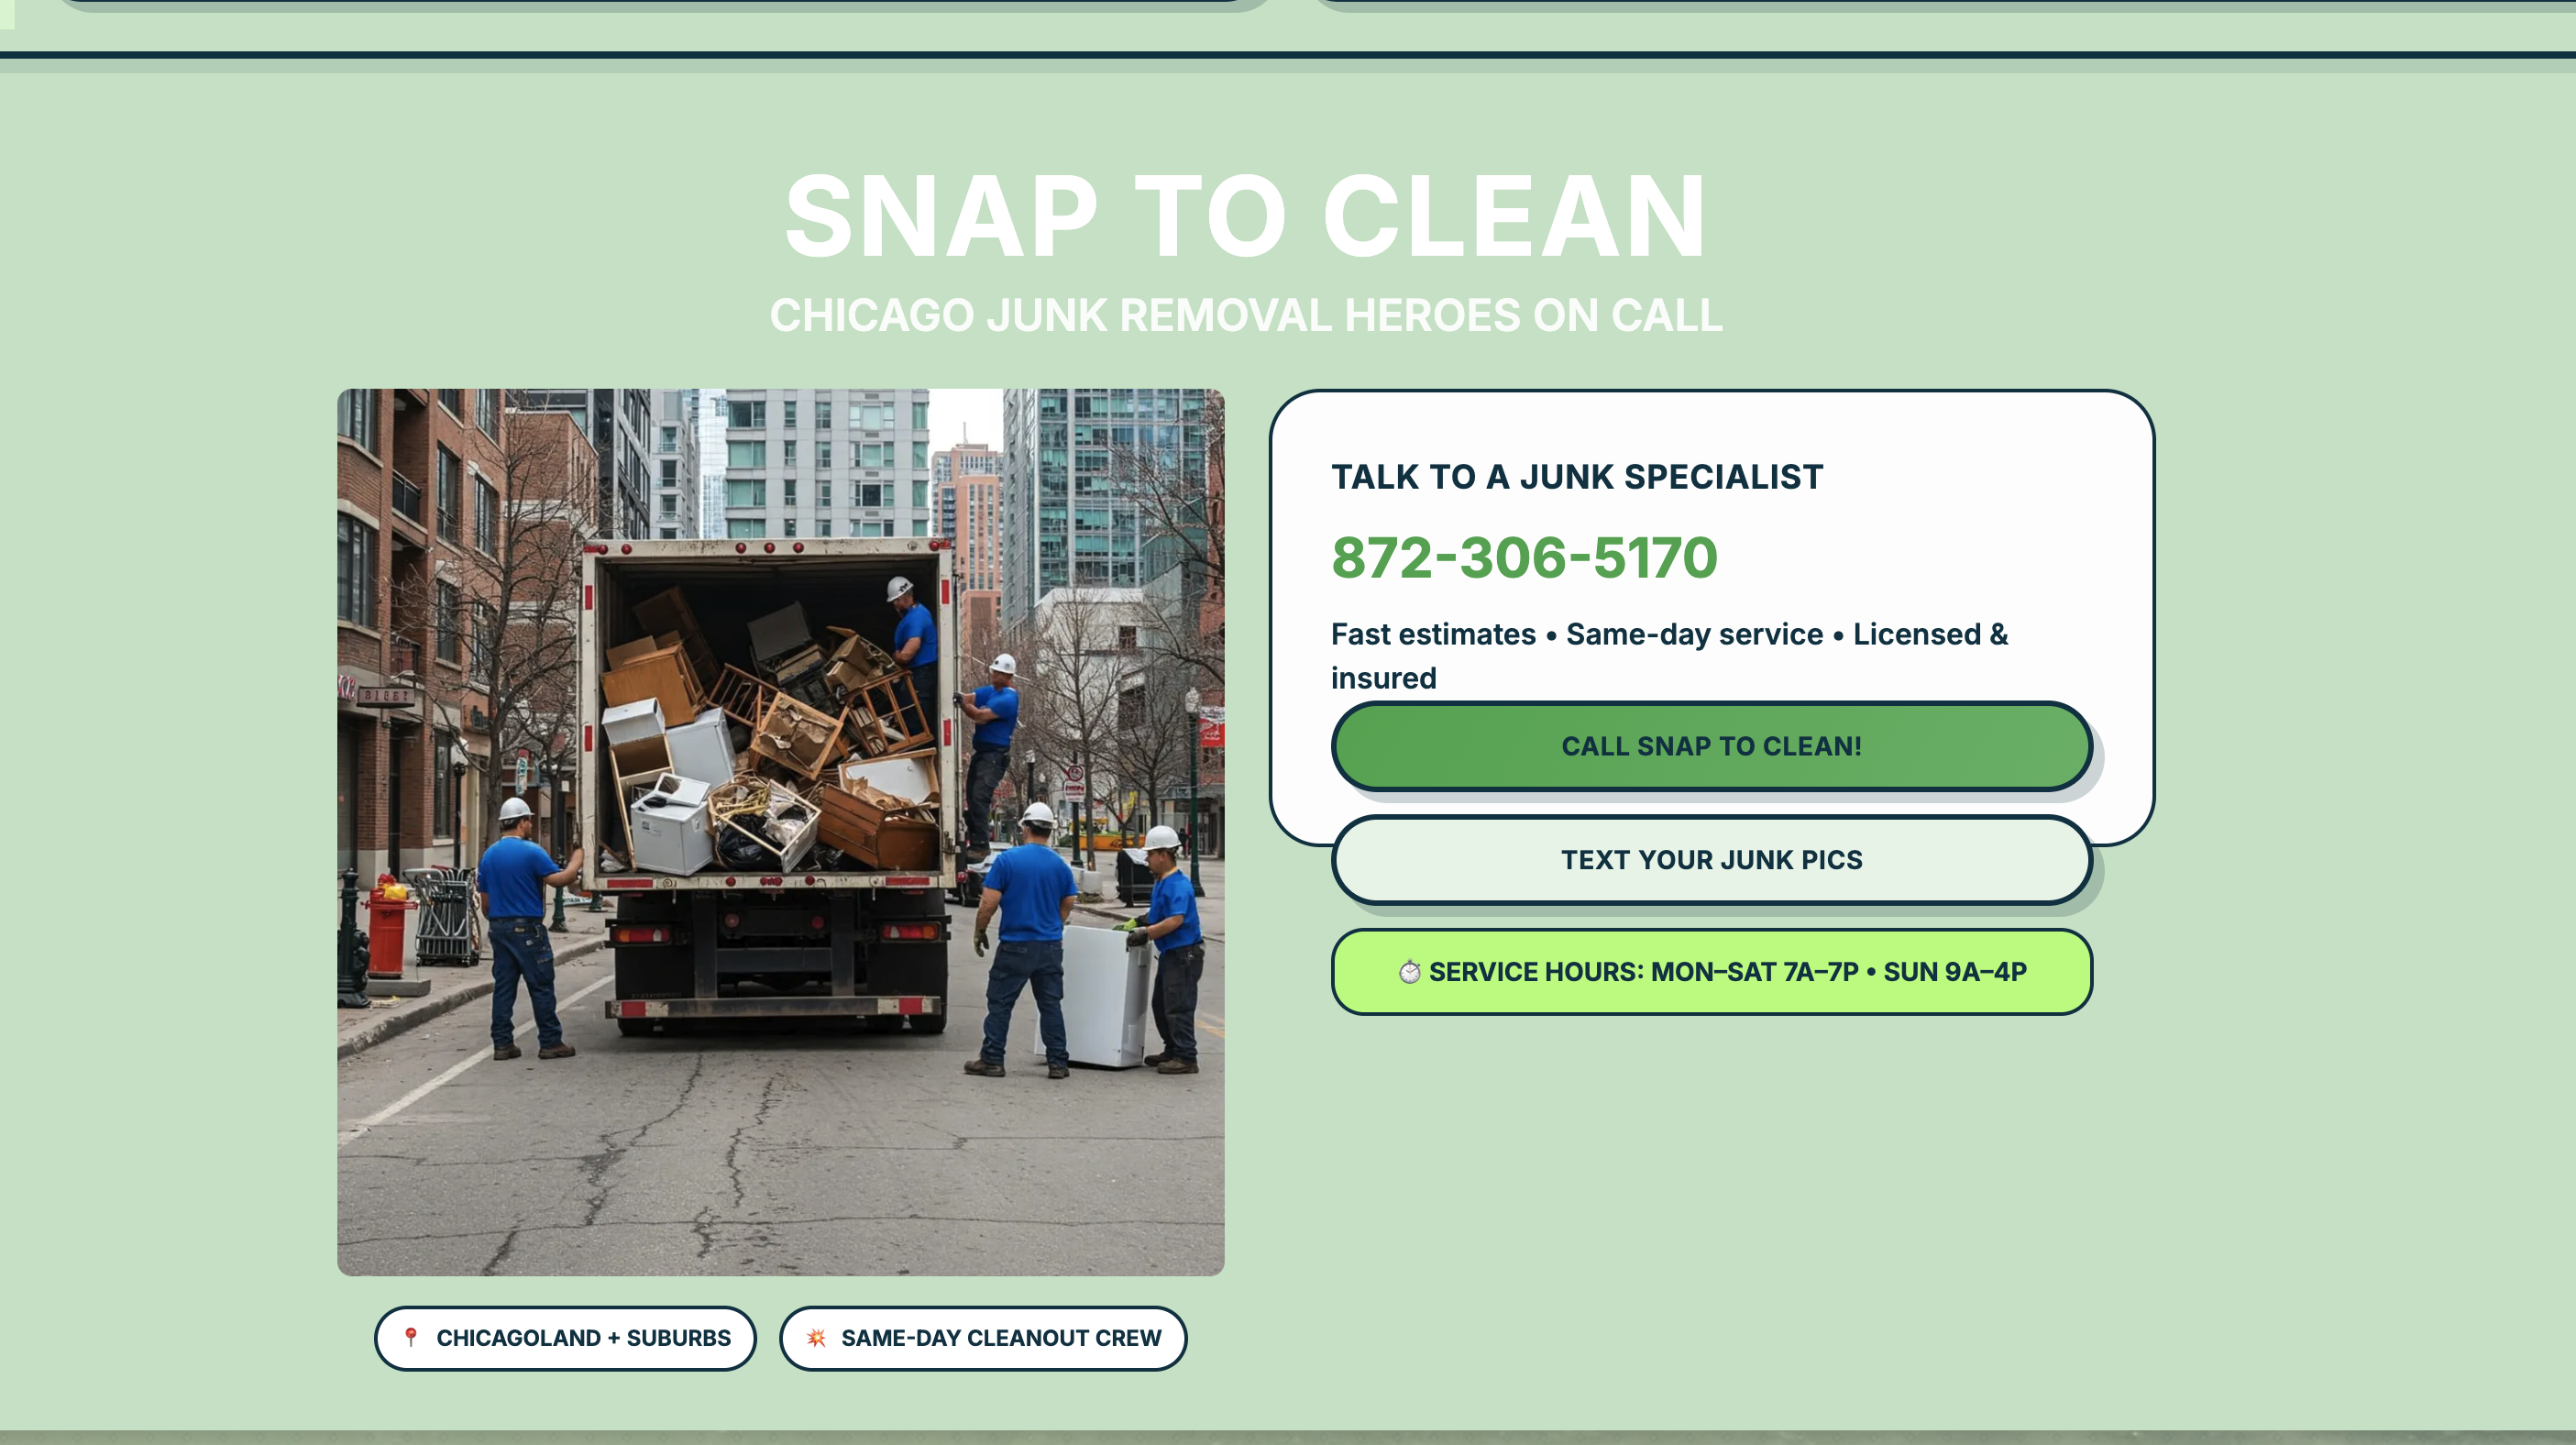 SNAP TO CLEAN
CHICAGO JUNK REMOVAL HEROES ON CALL
TALK TO A JUNK SPECIALIST
872-306-5170
Fast estimates • Same-day service • Licensed &
insured
CALL SNAP TO CLEAN!
TEXT YOUR JUNK PICS
⏱ SERVICE HOURS: MON–SAT 7A–7P • SUN 9A–4P
📍 CHICAGOLAND + SUBURBS
💥 SAME-DAY CLEANOUT CREW